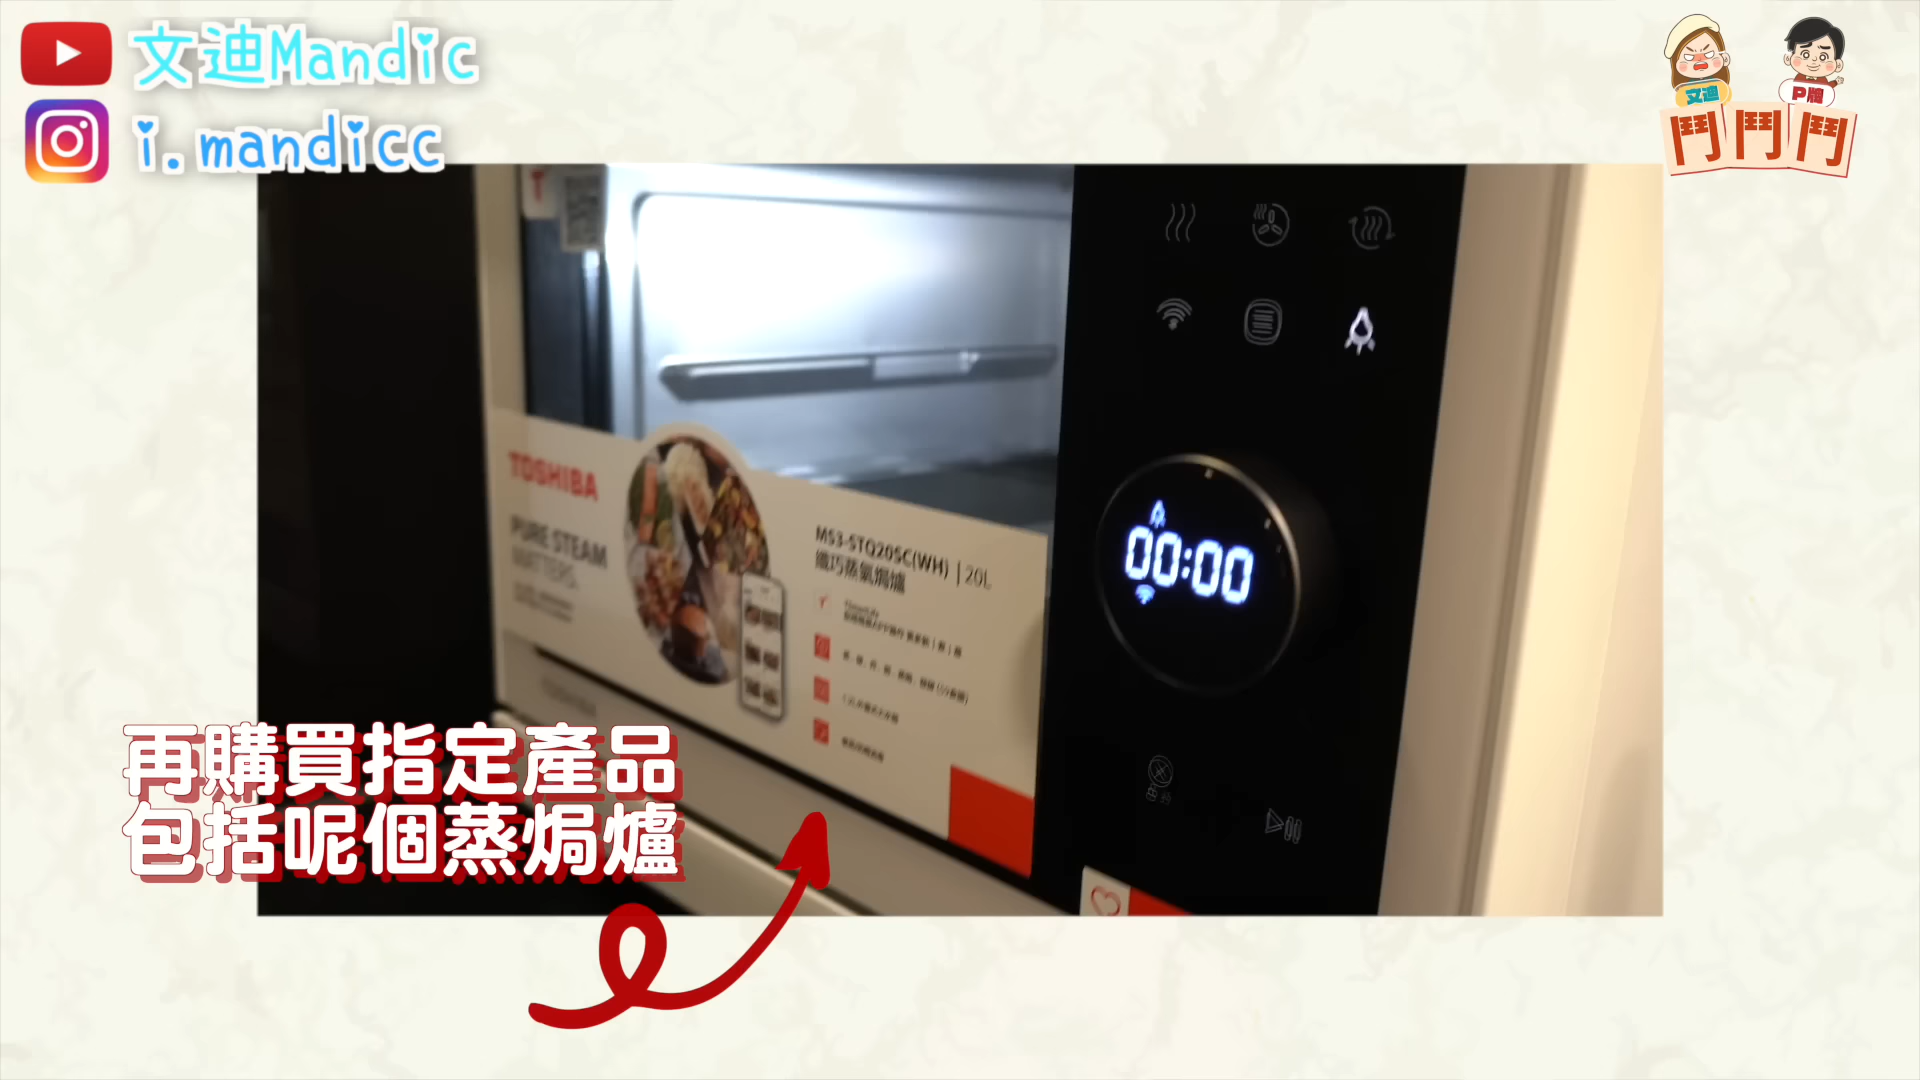 文迪Mandic
i.mandicc
文迪
P牌
鬥鬥鬥
TOSHIBA
PURE STEAM
MATTERS.
MS3-STQ20SC(WH) | 20L
纖巧蒸氣焗爐
00:00
再購買指定產品
包括呢個蒸焗爐